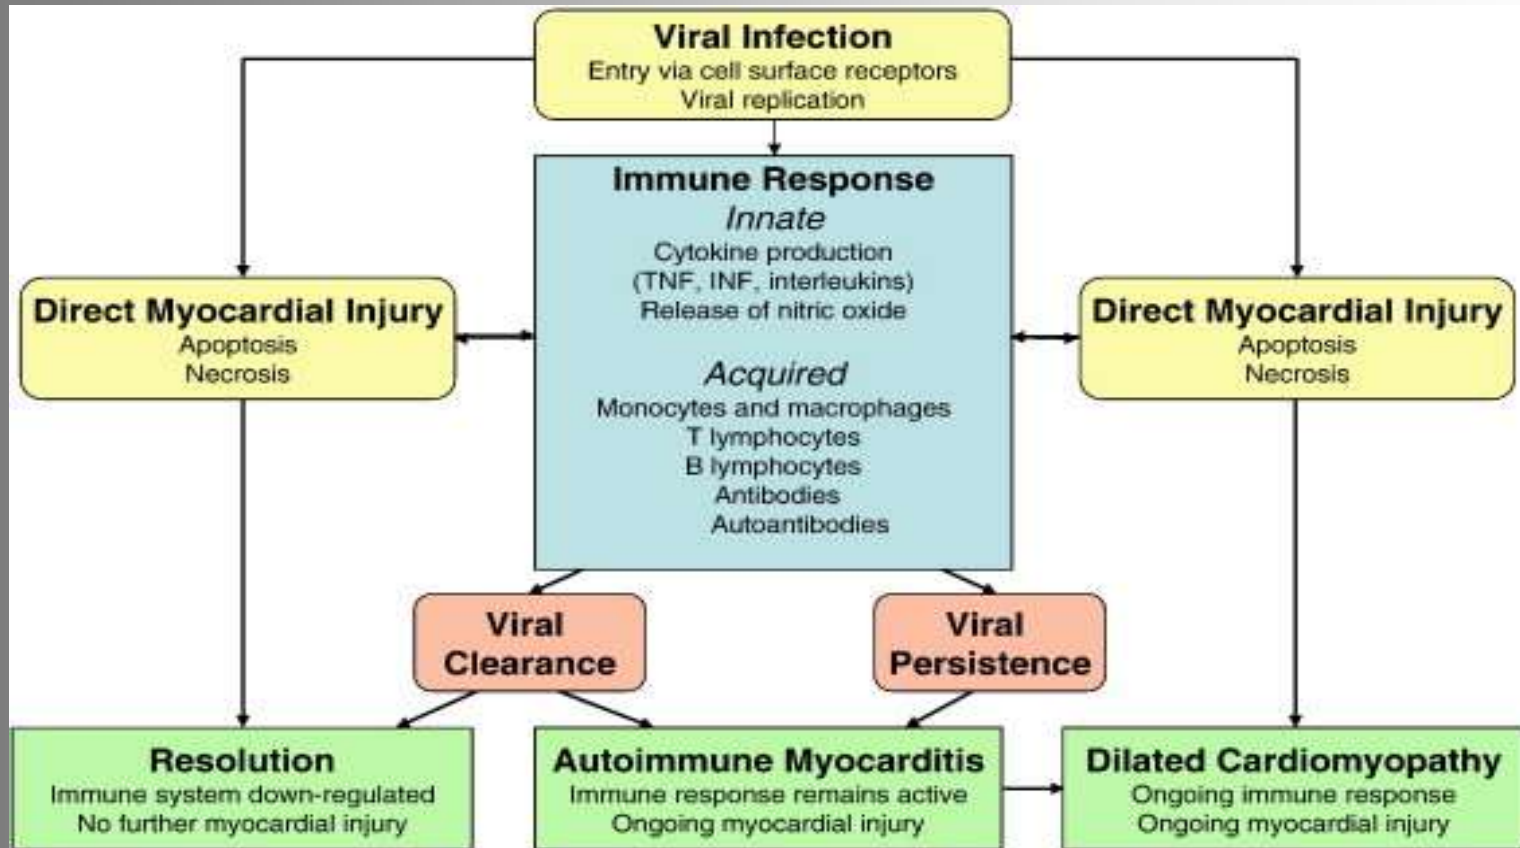 Viral Infection
Entry via cell surface receptors
Viral replication
Immune Response
Innate
Cytokine production
(TNF, INF, interleukins)
Release of nitric oxide
Acquired
Monocytes and macrophages
T lymphocytes
B lymphocytes
Antibodies
Autoantibodies
Direct Myocardial Injury
Apoptosis
Necrosis
Direct Myocardial Injury
Apoptosis
Necrosis
Viral
Clearance
Viral
Persistence
Resolution
Immune system down-regulated
No further myocardial injury
Autoimmune Myocarditis
Immune response remains active
Ongoing myocardial injury
Dilated Cardiomyopathy
Ongoing immune response
Ongoing myocardial injury